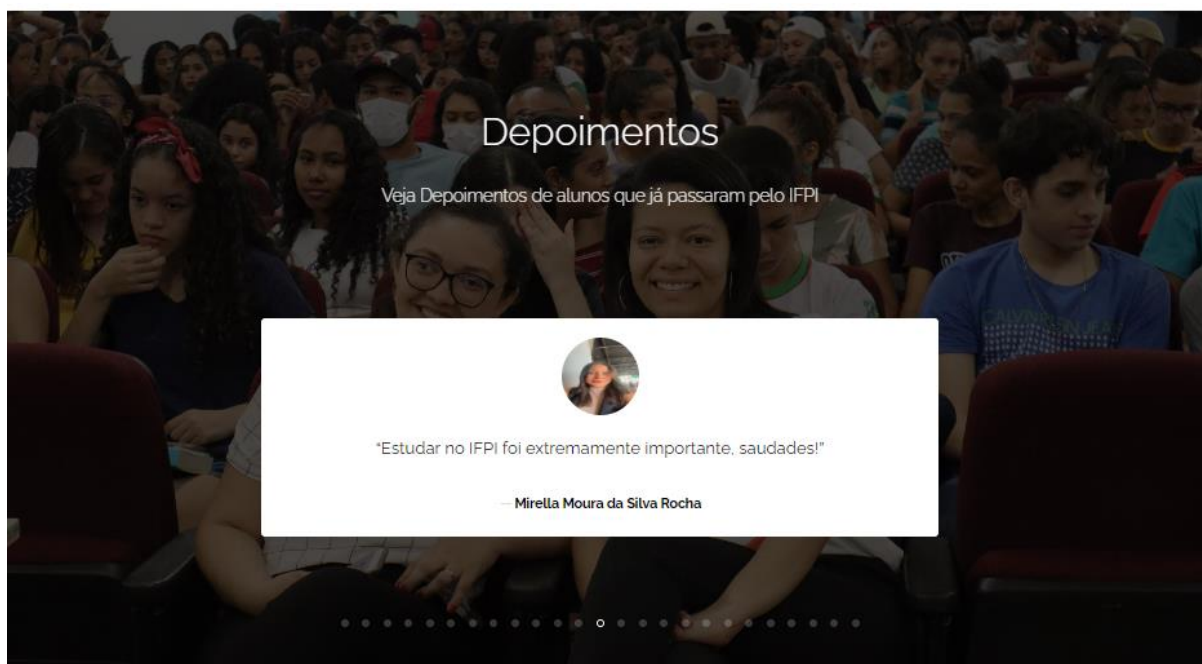 Depoimentos
Veja Depoimentos de alunos que já passaram pelo IFPI
“Estudar no IFPI foi extremamente importante, saudades!”
— Mirella Moura da Silva Rocha